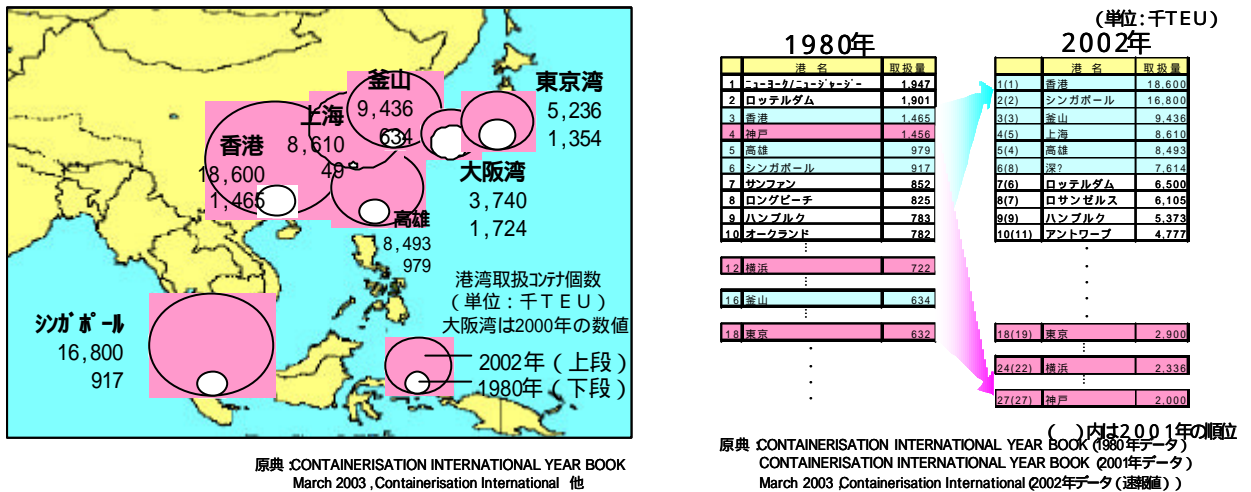 釜山
9,436
634
東京湾
5,236
1,354
上海
8,610
49
香港
18,600
1,465
大阪湾
3,740
1,724
高雄
8,493
979
港湾取扱コンテナ個数
(単位:千TEU)
大阪湾は2000年の数値
シンガポール
16,800
917
2002年(上段)
1980年(下段)
原典:CONTAINERISATION INTERNATIONAL YEAR BOOK
March 2003 ,Containerisation International 他
(単位:千TEU)
1980年
港 名 取扱量
1 ニューヨーク/ニュージャージー 1,947
2 ロッテルダム 1,901
3 香港 1,465
4 神戸 1,456
5 高雄 979
6 シンガポール 917
7 サンファン 852
8 ロングビーチ 825
9 ハンブルク 783
10 オークランド 782
12 横浜 722
16 釜山 634
18 東京 632
2002年
港 名 取扱量
1(1) 香港 18,600
2(2) シンガポール 16,800
3(3) 釜山 9,436
4(5) 上海 8,610
5(4) 高雄 8,493
6(8) 深? 7,614
7(6) ロッテルダム 6,500
8(7) ロサンゼルス 6,105
9(9) ハンブルク 5,373
10(11) アントワープ 4,777
18(19) 東京 2,900
24(22) 横浜 2,336
27(27) 神戸 2,000
( )内は2001年の順位
原典:CONTAINERISATION INTERNATIONAL YEAR BOOK (1980年データ)
CONTAINERISATION INTERNATIONAL YEAR BOOK (2001年データ)
March 2003 ,Containerisation International (2002年データ(速報値))